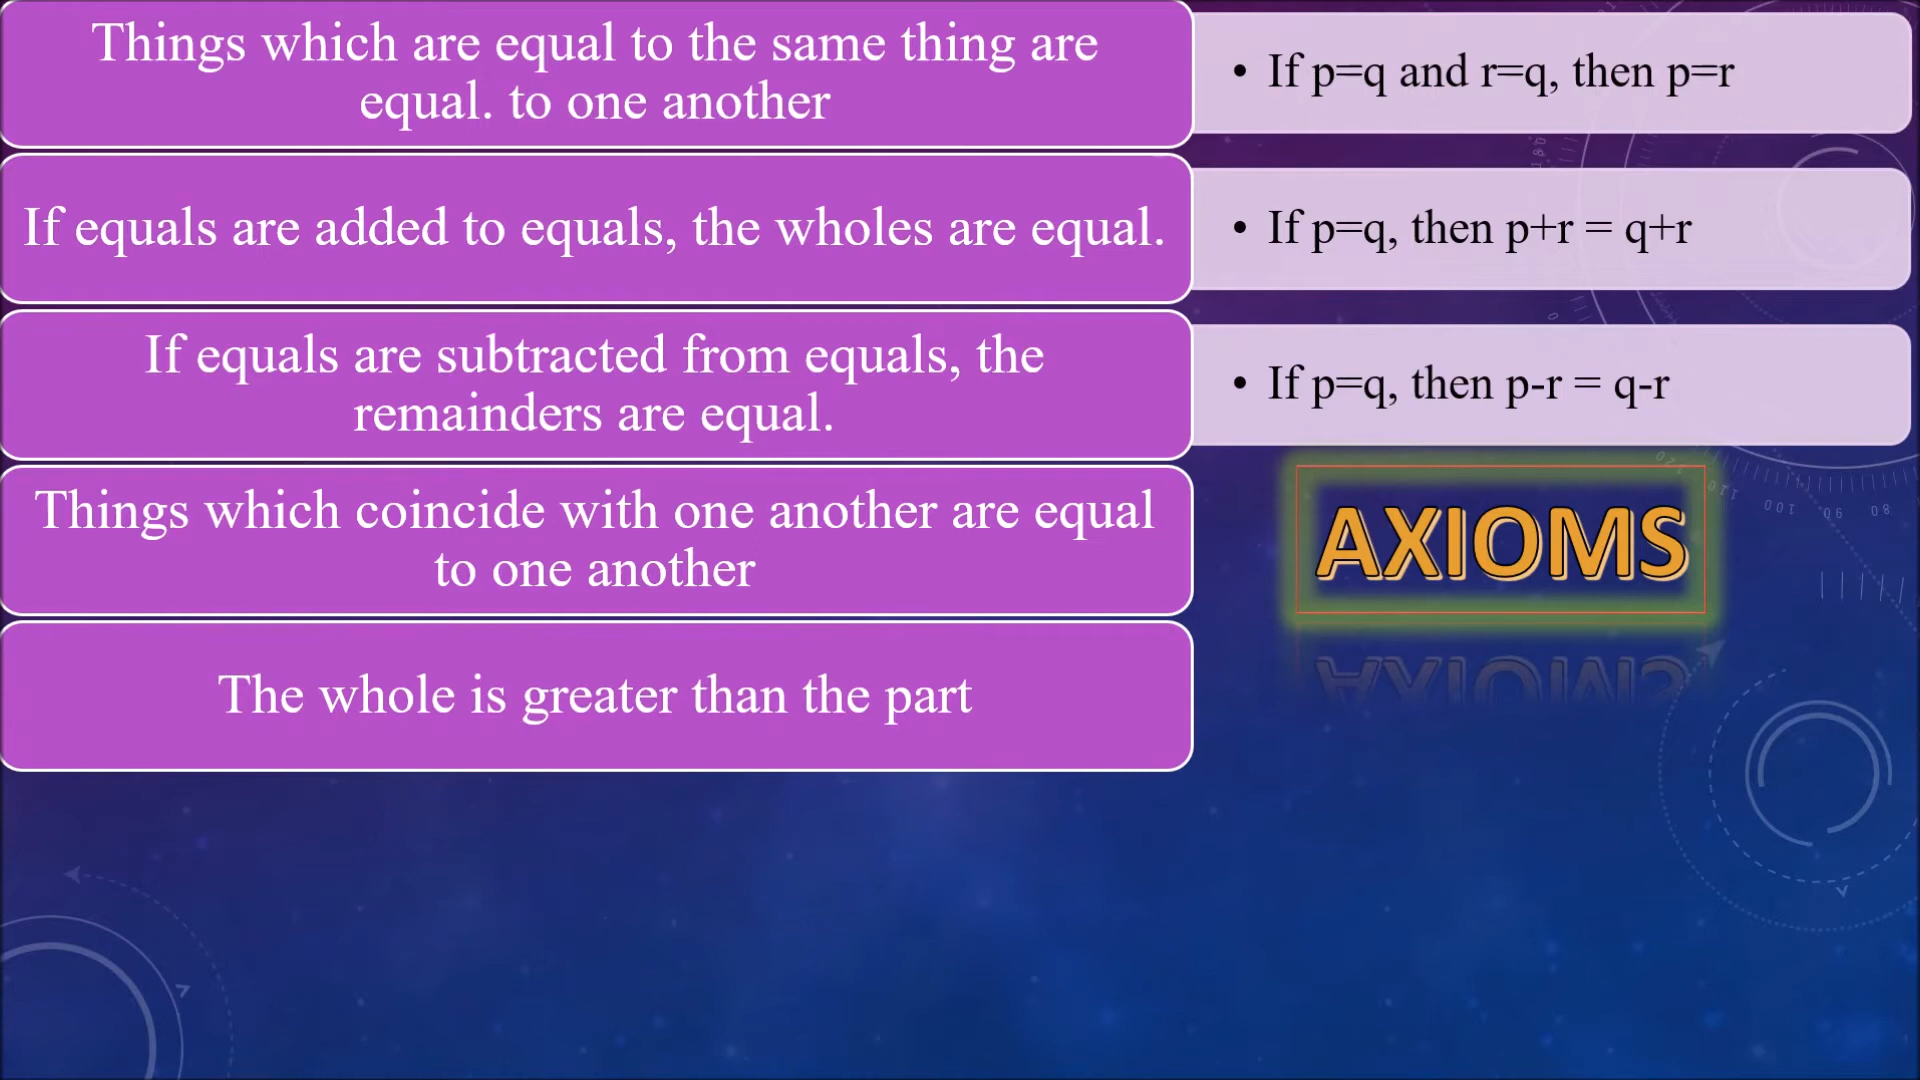 Things which are equal to the same thing are
equal. to one another
• If p=q and r=q, then p=r
If equals are added to equals, the wholes are equal.
• If p=q, then p+r = q+r
If equals are subtracted from equals, the
remainders are equal.
• If p=q, then p-r = q-r
Things which coincide with one another are equal
to one another
AXIOMS
The whole is greater than the part